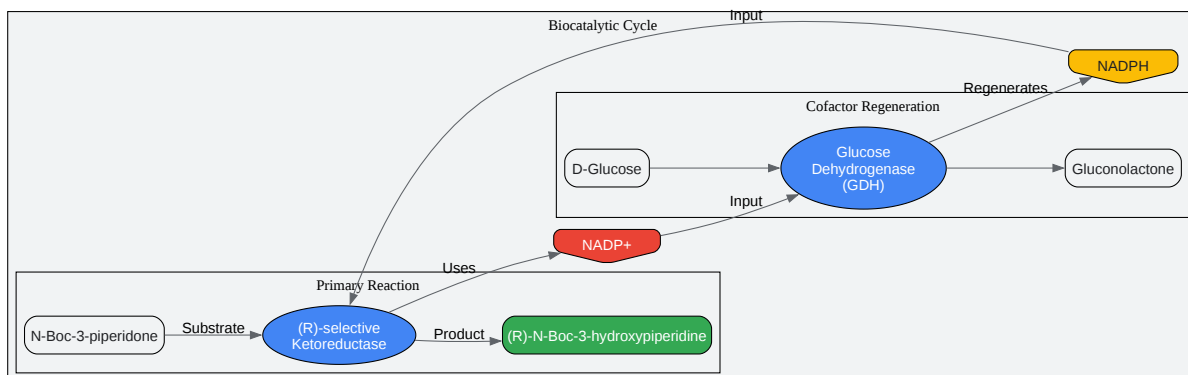 Input
Biocatalytic Cycle
NADPH
Regenerates
Cofactor Regeneration
D-Glucose
Glucose
Dehydrogenase
(GDH)
Gluconolactone
Input
NADP+
Uses
Primary Reaction
N-Boc-3-piperidone
Substrate
(R)-selective
Ketoreductase
Product
(R)-N-Boc-3-hydroxypiperidine